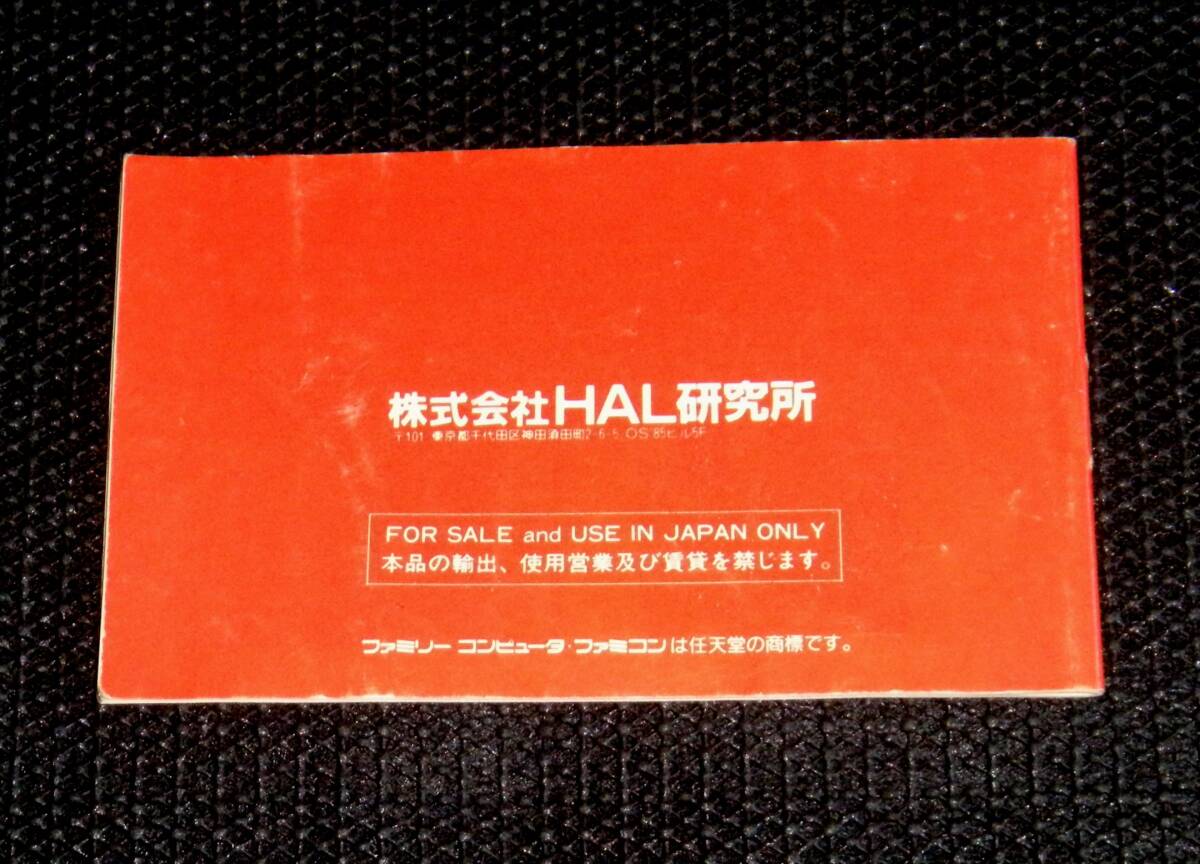 株式会社HAL研究所
〒101 東京都千代田区神田須田町2-6-5 OS'85ビル5F
FOR SALE and USE IN JAPAN ONLY
本品の輸出、使用営業及び賃貸を禁じます。
ファミリー コンピュータ・ファミコンは任天堂の商標です。